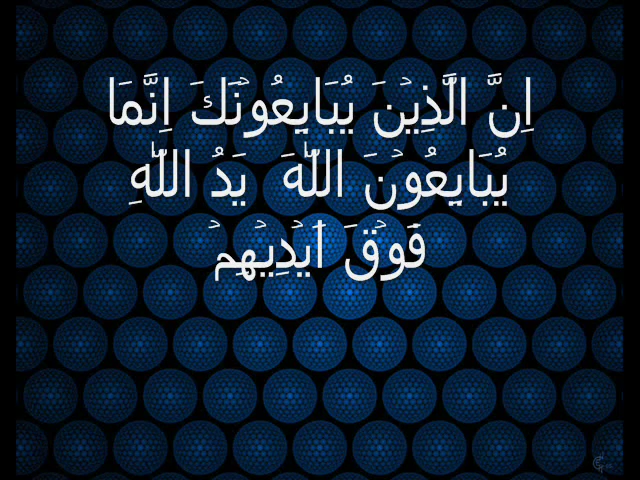 اِنَّ الَّذِيۡنَ يُبَايِعُوۡنَكَ اِنَّمَا
يُبَايِعُوۡنَ اللّٰهَ يَدُ اللّٰهِ
فَوۡقَ اَيۡدِيۡهِمۡ